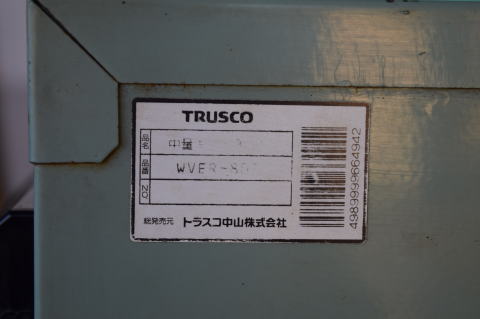 TRUSCO
品名 中量
品番 WVER-80
NO.
総発売元 トラスコ中山株式会社
4989999664942